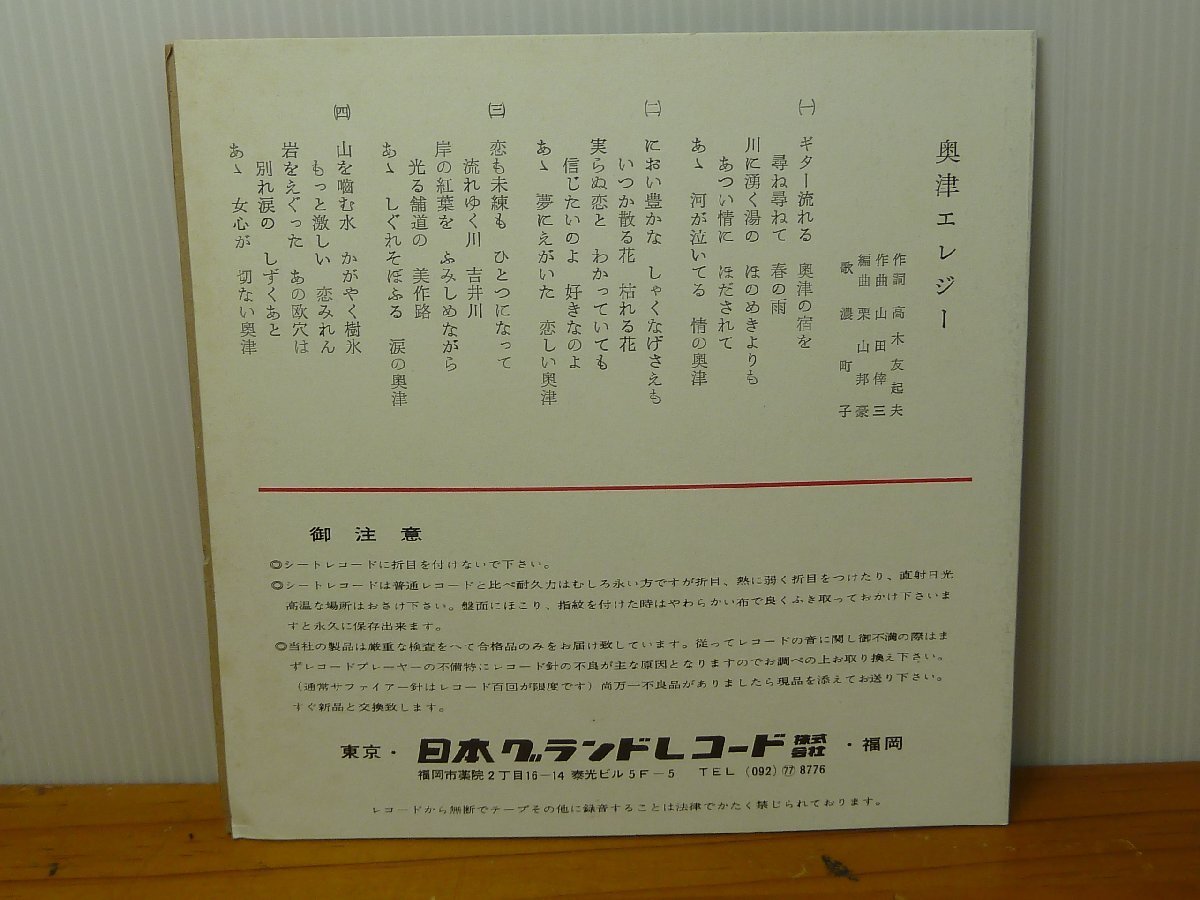 奥津エレジー
作詞 高木友起夫
作曲 山田倖三
編曲 栗山邦豪
歌 濃町子
㈠ ギター流れる 奥津の宿を
尋ね尋ねて 春の雨
川に湧く湯の ほのめきよりも
あつい情に ほだされて
あゝ 河が泣いてる 情の奥津
㈡ におい豊かな しゃくなげさえも
いつか散る花 枯れる花
実らぬ恋と わかっていても
信じたいのよ 好きなのよ
あゝ 夢にえがいた 恋しい奥津
㈢ 恋も未練も ひとつになって
流れゆく川 吉井川
岸の紅葉を ふみしめながら
光る舗道の 美作路
あゝ しぐれそぼふる 涙の奥津
㈣ 山を噛む水 かがやく樹氷
もっと激しい 恋みれん
岩をえぐった あの欧穴は
別れ涙の しずくあと
あゝ 女心が 切ない奥津
御注意
◎シートレコードに折目を付けないで下さい。
◎シートレコードは普通レコードと比べ耐久力はむしろ永い方ですが折目、熱に弱く折目をつけたり、直射日光
高温な場所はおさけ下さい。盤面にほこり、指紋を付けた時はやわらかい布で良くふき取っておかけ下さいま
すと永久に保存出来ます。
◎当社の製品は厳重な検査をへて合格品のみをお届け致しています。従ってレコードの音に関し御不満の際はま
ずレコードプレーヤーの不備特にレコード針の不良が主な原因となりますのでお調べの上お取り換え下さい。
(通常サファイアー針はレコード百回が限度です)尚万一不良品がありましたら現品を添えてお送り下さい。
すぐ新品と交換致します。
東京・日本グランドレコード株式会社・福岡
福岡市薬院2丁目16-14 泰光ビル5F-5 TEL (092) ㊆ 8776
レコードから無断でテープその他に録音することは法律でかたく禁じられております。